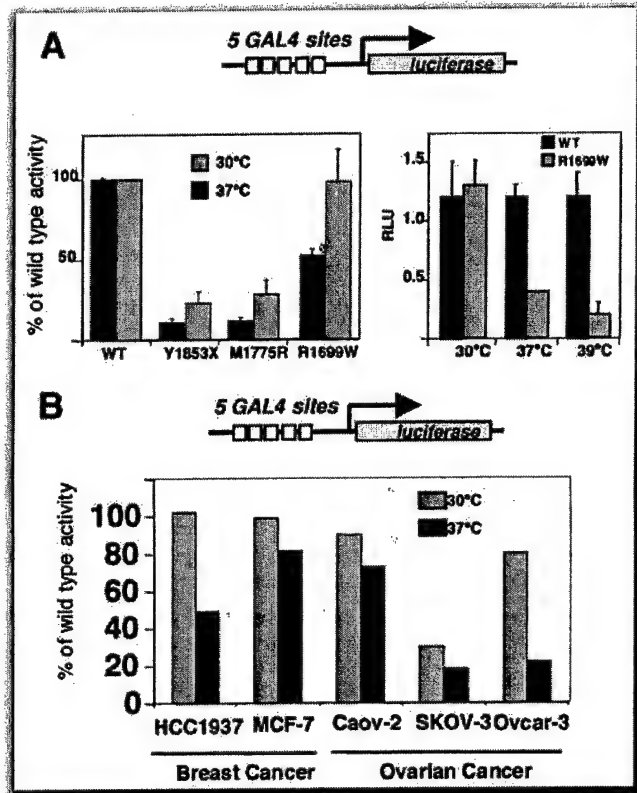 A
5 GAL4 sites
luciferase
% of wild type activity
100
50
30°C
37°C
WT
Y1853X
M1775R
R1699W
RLU
1.5
1.0
0.5
WT
R1699W
30°C
37°C
39°C
B
5 GAL4 sites
luciferase
% of wild type activity
100
80
60
40
20
0
30°C
37°C
HCC1937
MCF-7
Caov-2
SKOV-3
Ovcar-3
Breast Cancer
Ovarian Cancer